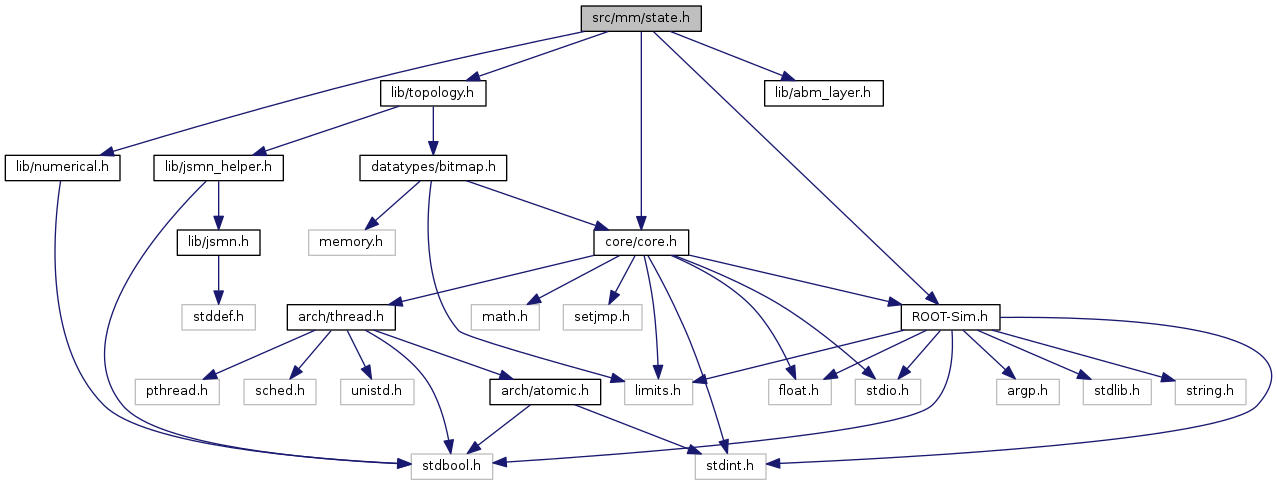 src/mm/state.h
lib/topology.h
lib/abm_layer.h
lib/numerical.h
lib/jsmn_helper.h
datatypes/bitmap.h
lib/jsmn.h
memory.h
core/core.h
stddef.h
arch/thread.h
math.h
setjmp.h
ROOT-Sim.h
pthread.h
sched.h
unistd.h
arch/atomic.h
limits.h
float.h
stdio.h
argp.h
stdlib.h
string.h
stdbool.h
stdint.h